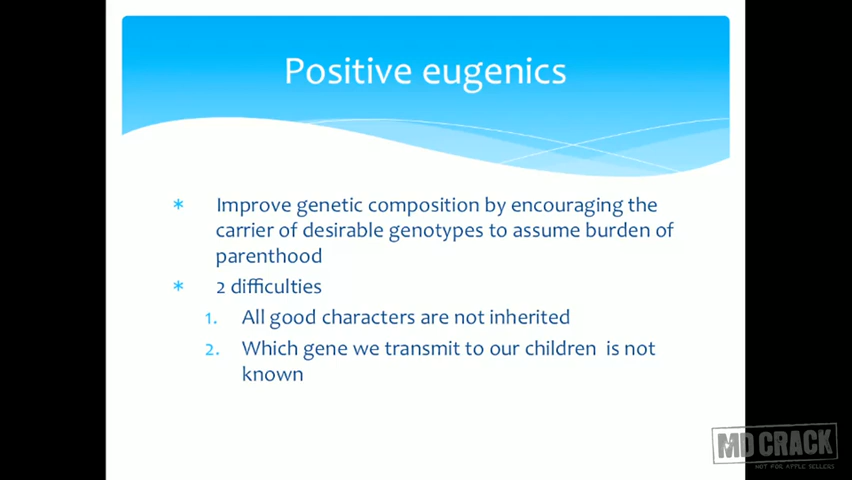 Positive eugenics
* Improve genetic composition by encouraging the
carrier of desirable genotypes to assume burden of
parenthood
* 2 difficulties
1. All good characters are not inherited
2. Which gene we transmit to our children is not
known
MD CRACK
NOT FOR APPLE SELLERS